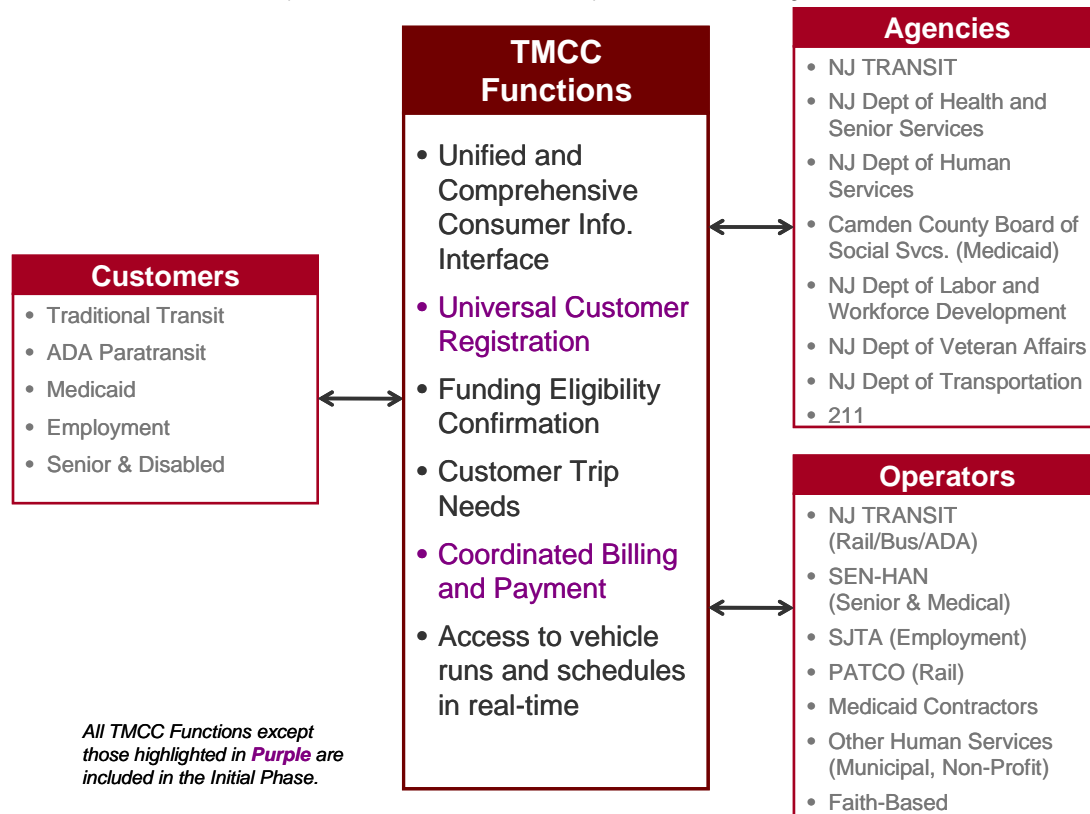 Customers
• Traditional Transit
• ADA Paratransit
• Medicaid
• Employment
• Senior & Disabled
TMCC
Functions
• Unified and
Comprehensive
Consumer Info.
Interface
• Universal Customer
Registration
• Funding Eligibility
Confirmation
• Customer Trip
Needs
• Coordinated Billing
and Payment
• Access to vehicle
runs and schedules
in real-time
Agencies
• NJ TRANSIT
• NJ Dept of Health and
Senior Services
• NJ Dept of Human
Services
• Camden County Board of
Social Svcs. (Medicaid)
• NJ Dept of Labor and
Workforce Development
• NJ Dept of Veteran Affairs
• NJ Dept of Transportation
• 211
Operators
• NJ TRANSIT
(Rail/Bus/ADA)
• SEN-HAN
(Senior & Medical)
• SJTA (Employment)
• PATCO (Rail)
• Medicaid Contractors
• Other Human Services
(Municipal, Non-Profit)
• Faith-Based
All TMCC Functions except
those highlighted in Purple are
included in the Initial Phase.